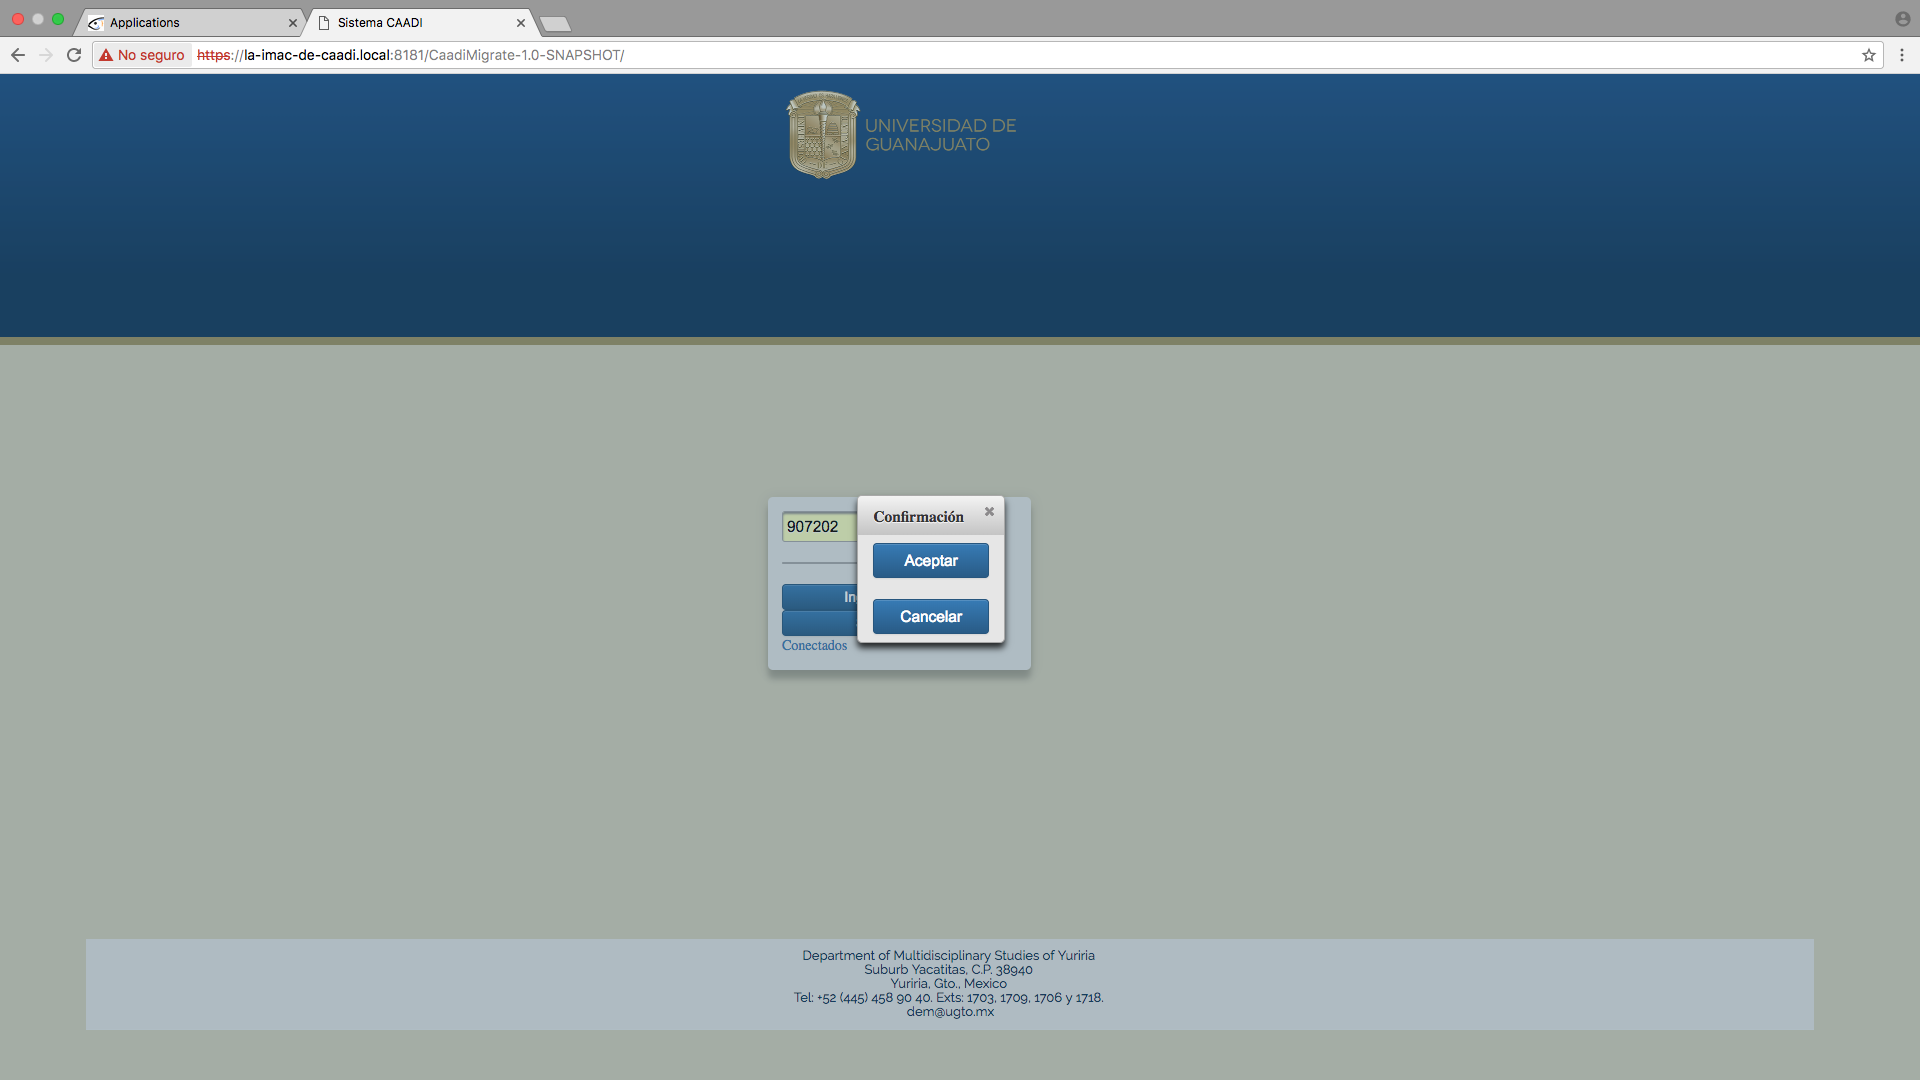 Applications
Sistema CAADI
No seguro https://la-imac-de-caadi.local:8181/CaadiMigrate-1.0-SNAPSHOT/
UNIVERSIDAD DE
GUANAJUATO
907202
Confirmación
Aceptar
Cancelar
Conectados
Department of Multidisciplinary Studies of Yuriria
Suburb Yacatitas, C.P. 38940
Yuriria, Gto., Mexico
Tel: +52 (445) 458 90 40. Exts: 1703, 1709, 1706 y 1718.
dem@ugto.mx